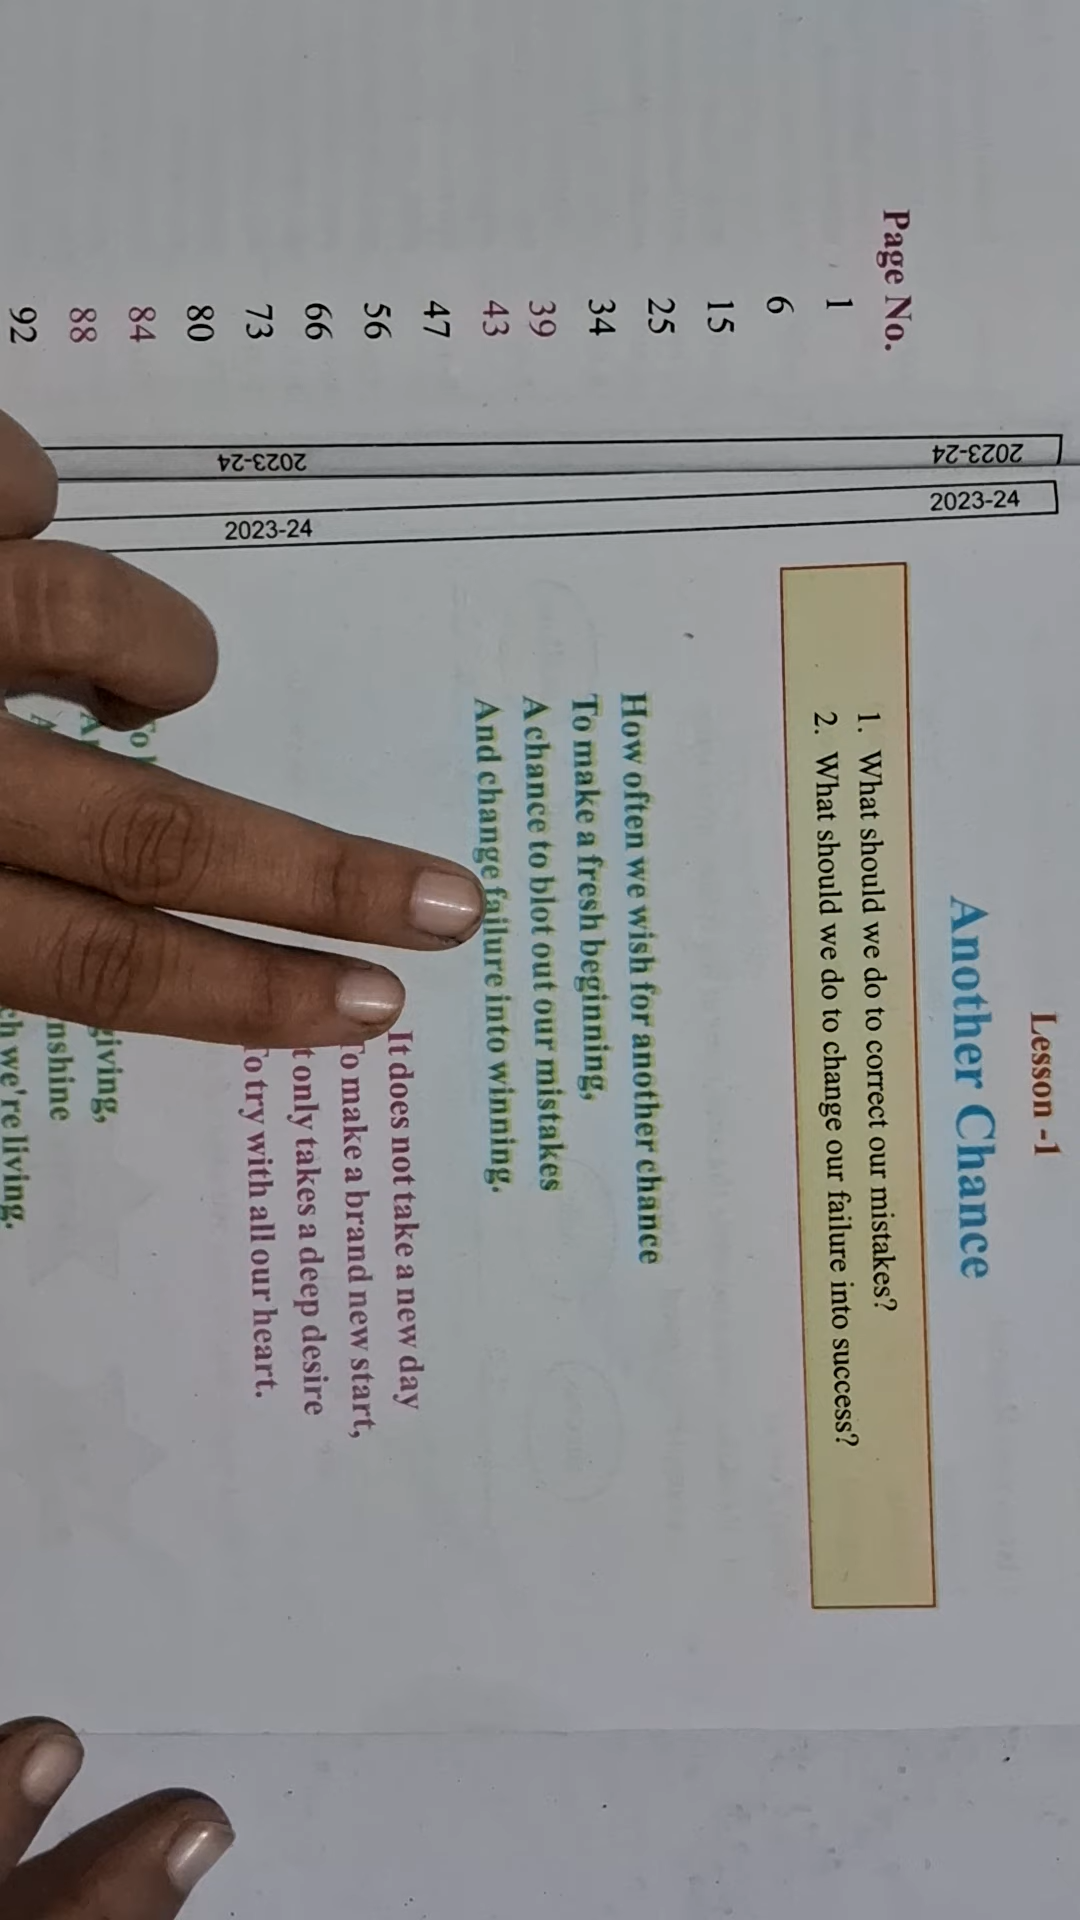 Page No.
1
6
15
25
34
39
43
47
56
66
73
80
84
88
92
2023-24
2023-24
2023-24
2023-24
Lesson -1
Another Chance
1. What should we do to correct our mistakes?
2. What should we do to change our failure into success?
How often we wish for another chance
To make a fresh beginning,
A chance to blot out our mistakes
And change failure into winning.
It does not take a new day
To make a brand new start,
It only takes a deep desire
To try with all our heart.
To
we're living.